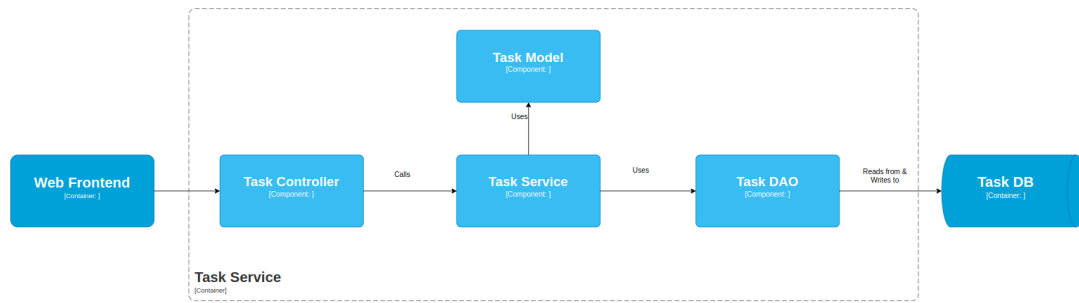 Task Model
[Component: ]
Uses
Web Frontend
[Container: ]
Task Controller
[Component: ]
Calls
Task Service
[Component: ]
Uses
Task DAO
[Component: ]
Reads from &
Writes to
Task DB
[Container: ]
Task Service
[Container]